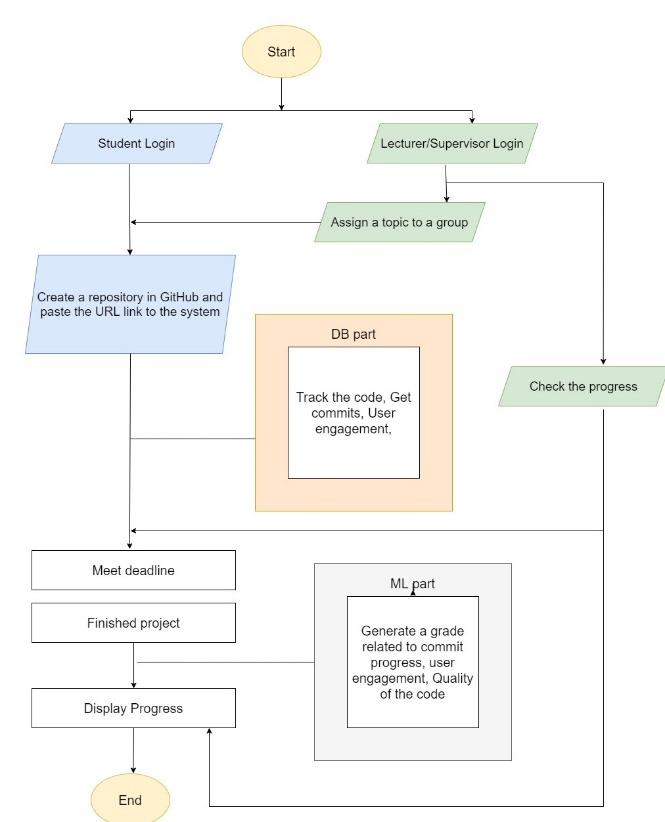 Start
Student Login
Lecturer/Supervisor Login
Assign a topic to a group
Create a repository in GitHub and
paste the URL link to the system
DB part
Track the code, Get
commits, User
engagement,
Check the progress
Meet deadline
ML part
Finished project
Generate a grade
related to commit
progress, user
engagement, Quality
of the code
Display Progress
End